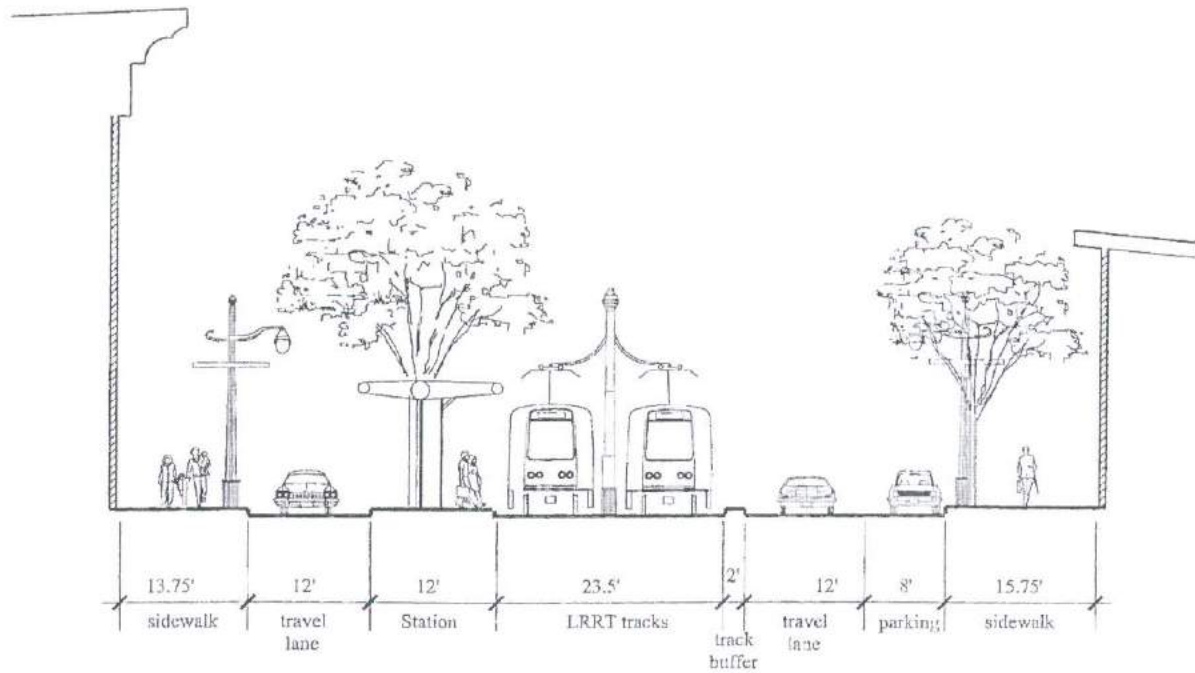 13.75' 12' 12' 23.5' 2' 12' 8' 15.75'
sidewalk travel lane Station LRRT tracks track buffer travel lane parking sidewalk